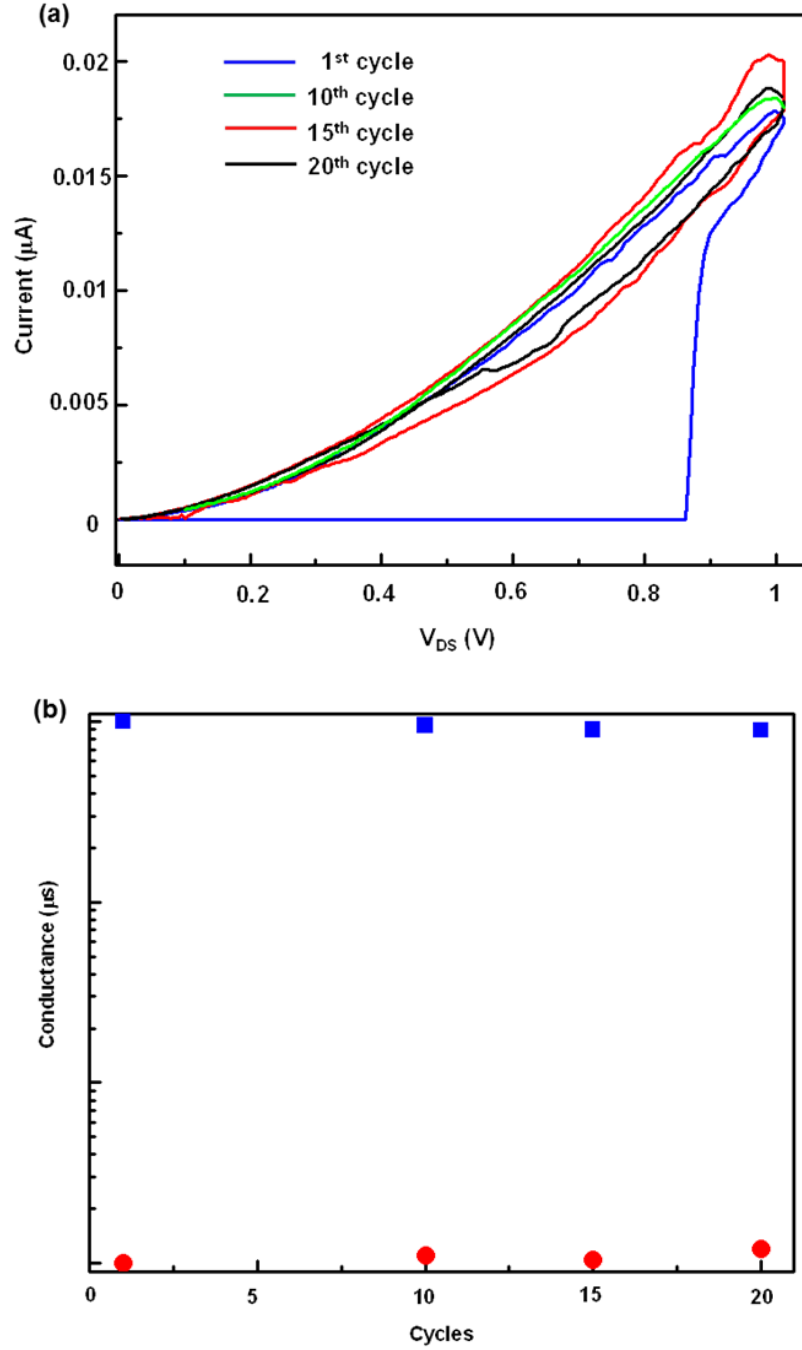 (a)
0.02
0.015
0.01
0.005
0
Current (µA)
1st cycle
10th cycle
15th cycle
20th cycle
0 0.2 0.4 0.6 0.8 1
VDS (V)
(b)
Conductance (µs)
0 5 10 15 20
Cycles